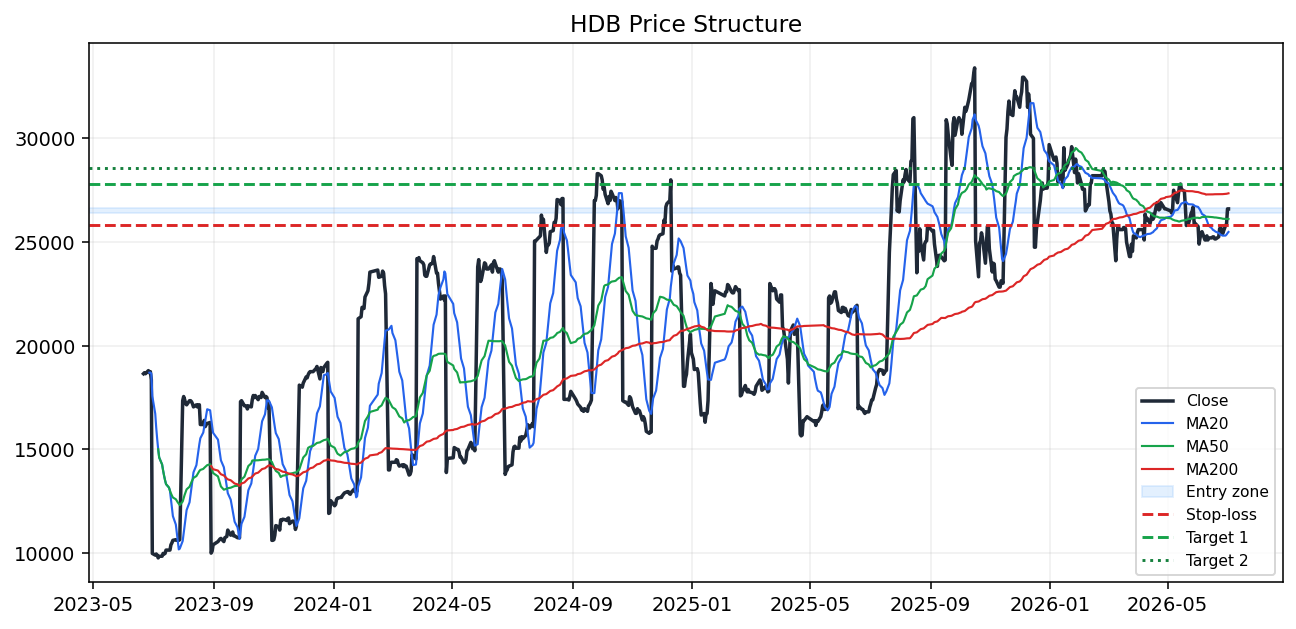 HDB Price Structure
30000
25000
20000
15000
10000
2023-05 2023-09 2024-01 2024-05 2024-09 2025-01 2025-05 2025-09 2026-01 2026-05
Close
MA20
MA50
MA200
Entry zone
Stop-loss
Target 1
Target 2